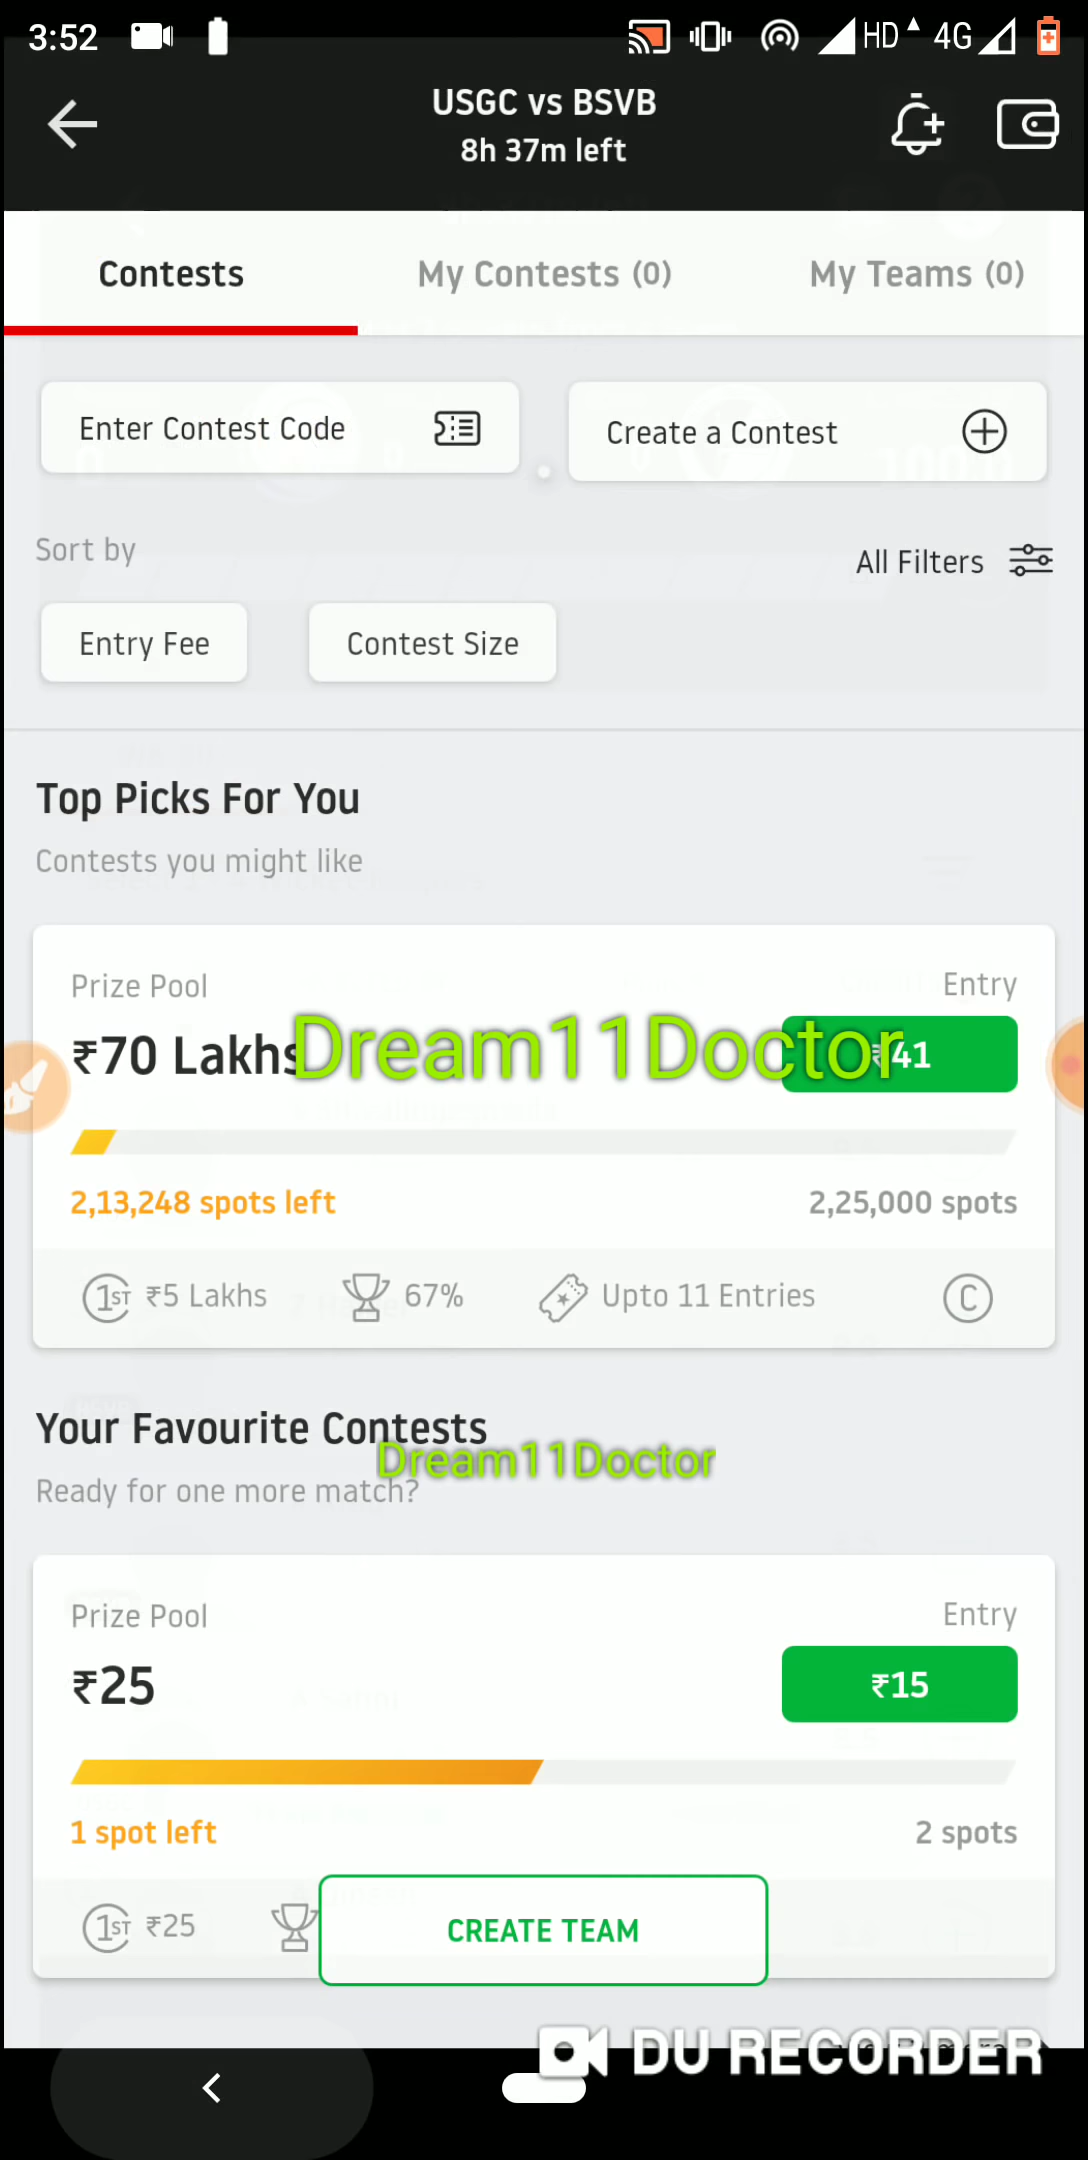 3:52 HD 4G
USGC vs BSVB
8h 37m left
Contests My Contests (0) My Teams (0)
Enter Contest Code Create a Contest
Sort by All Filters
Entry Fee Contest Size
Top Picks For You
Contests you might like
Prize Pool Entry
₹70 Lakhs ₹41
Dream11Doctor
2,13,248 spots left 2,25,000 spots
1ST ₹5 Lakhs 67% Upto 11 Entries C
Your Favourite Contests
Dream11Doctor
Ready for one more match?
Prize Pool Entry
₹25 ₹15
1 spot left 2 spots
1ST ₹25 CREATE TEAM
DU RECORDER